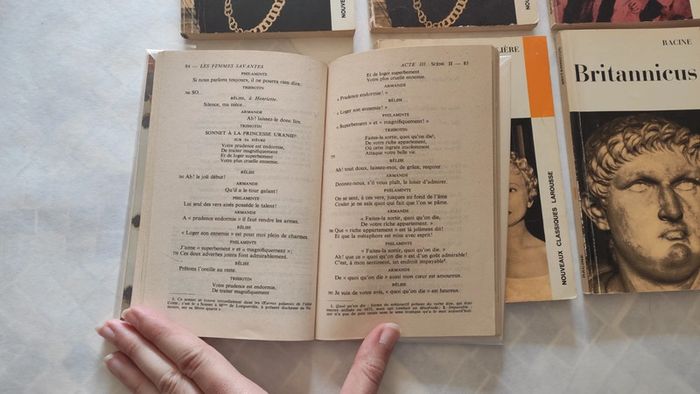 84 — LES FEMMES SAVANTES
PHILAMINTE
Si nous parlons toujours, il ne pourra rien dire.
TRISSOTIN
SO...
BÉLISE, à Henriette.
Silence, ma nièce.
ARMANDE
Ah! laissez-le donc lire.
TRISSOTIN
SONNET À LA PRINCESSE URANIE
SUR SA FIÈVRE
Votre prudence est endormie,
De traiter magnifiquement
Et de loger superbement
Votre plus cruelle ennemie.
BÉLISE
Ah! le joli début!
ARMANDE
Qu'il a le tour galant!
PHILAMINTE
Lui seul des vers aisés possède le talent!
ARMANDE
A « prudence endormie » il faut rendre les armes.
BÉLISE
« Loger son ennemie » est pour moi plein de charmes.
PHILAMINTE
J'aime « superbement » et « magnifiquement »;
Ces deux adverbes joints font admirablement.
BÉLISE
Prêtons l'oreille au reste.
TRISSOTIN
Votre prudence est endormie,
De traiter magnifiquement
ACTE III SCÈNE II — 85
Et de loger superbement
Votre plus cruelle ennemie.
ARMANDE
« Prudence endormie! »
BÉLISE
« Loger son ennemie! »
PHILAMINTE
« Superbement » et « magnifiquement! »
TRISSOTIN
Faites-la sortir, quoi qu'on die,
De votre riche appartement,
Où cette ingrate insolemment
Attaque votre belle vie.
BÉLISE
Ah! tout doux, laissez-moi, de grâce, respirer.
ARMANDE
Donnez-nous, s'il vous plaît, le loisir d'admirer.
PHILAMINTE
On se sent, à ces vers, jusques au fond de l'âme
Couler je ne sais quoi qui fait que l'on se pâme.
ARMANDE
« Faites-la sortir, quoi qu'on die,
De votre riche appartement. »
Que « riche appartement » est là joliment dit!
Et que la métaphore est mise avec esprit!
PHILAMINTE
« Faites-la sortir, quoi qu'on die. »
Ah! que ce « quoi qu'on die » est d'un goût admirable!
C'est, à mon sentiment, un endroit impayable.
ARMANDE
De « quoi qu'on die » aussi mon cœur est amoureux.
BÉLISE
Je suis de votre avis, « quoi qu'on die » est heureux.
LIÈRE
NOUVEAUX CLASSIQUES LAROUSSE
RACINE
Britannicus